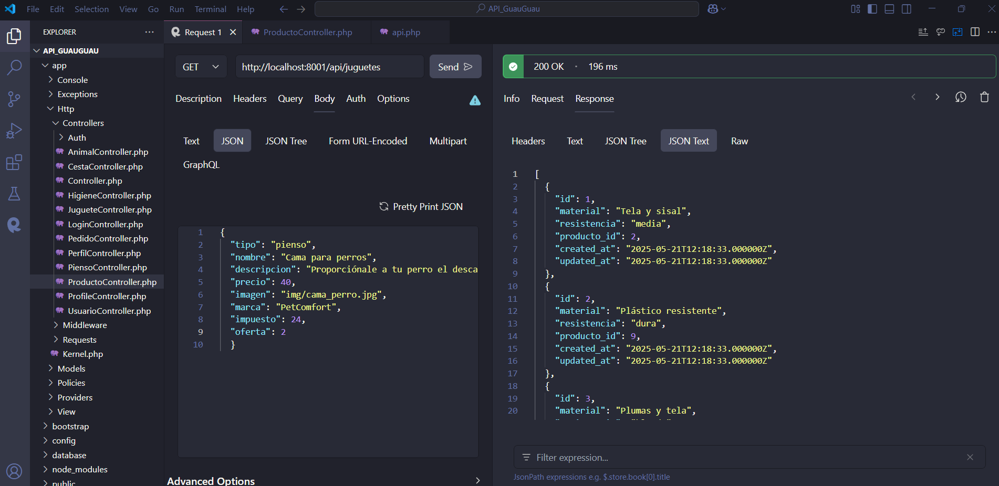 File Edit Selection View Go Run Terminal Help
API_GuauGuau
EXPLORER
API_GUAUGUAU
app
Console
Exceptions
Http
Controllers
Auth
AnimalController.php
CestaController.php
Controller.php
HigieneController.php
JugueteController.php
LoginController.php
PedidoController.php
PerfilController.php
PiensoController.php
ProductoController.php
ProfileController.php
UsuarioController.php
Middleware
Requests
Kernel.php
Models
Policies
Providers
View
bootstrap
config
database
node_modules
public
Request 1 ProductoController.php api.php
GET http://localhost:8001/api/juguetes Send
Description Headers Query Body Auth Options
Text JSON JSON Tree Form URL-Encoded Multipart
GraphQL
Pretty Print JSON
1 {
2 "tipo": "pienso",
3 "nombre": "Cama para perros",
4 "descripcion": "Proporciónale a tu perro el desca
5 "precio": 40,
6 "imagen": "img/cama_perro.jpg",
7 "marca": "PetComfort",
8 "impuesto": 24,
9 "oferta": 2
10 }
Advanced Options
200 OK · 196 ms
Info Request Response
Headers Text JSON Tree JSON Text Raw
1 [
2 {
3 "id": 1,
4 "material": "Tela y sisal",
5 "resistencia": "media",
6 "producto_id": 2,
7 "created_at": "2025-05-21T12:18:33.000000Z",
8 "updated_at": "2025-05-21T12:18:33.000000Z"
9 },
10 {
11 "id": 2,
12 "material": "Plástico resistente",
13 "resistencia": "dura",
14 "producto_id": 9,
15 "created_at": "2025-05-21T12:18:33.000000Z",
16 "updated_at": "2025-05-21T12:18:33.000000Z"
17 },
18 {
19 "id": 3,
20 "material": "Plumas y tela",
Filter expression...
JsonPath expressions e.g. $.store.book[0].title